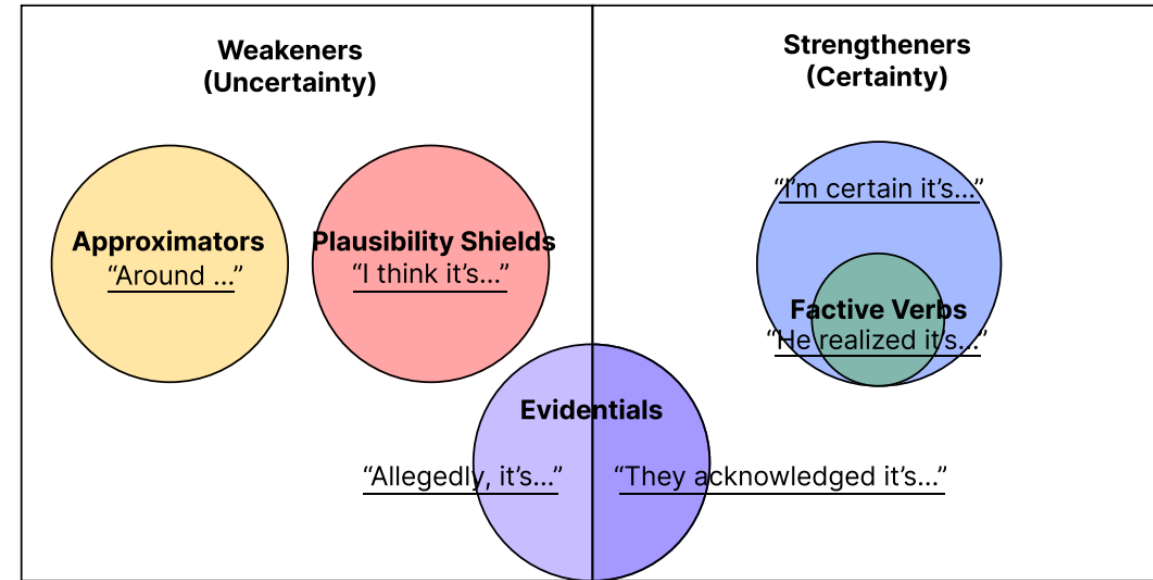 Weakeners
(Uncertainty)
Strengtheners
(Certainty)
Approximators
“Around ...”
Plausibility Shields
“I think it’s...”
“I’m certain it’s...”
Factive Verbs
“He realized it’s...”
Evidentials
“Allegedly, it’s...”
“They acknowledged it’s...”